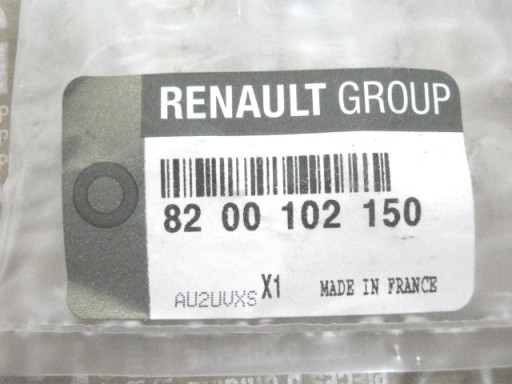 RENAULT GROUP
82 00 102 150
AU2UVXS X1 MADE IN FRANCE